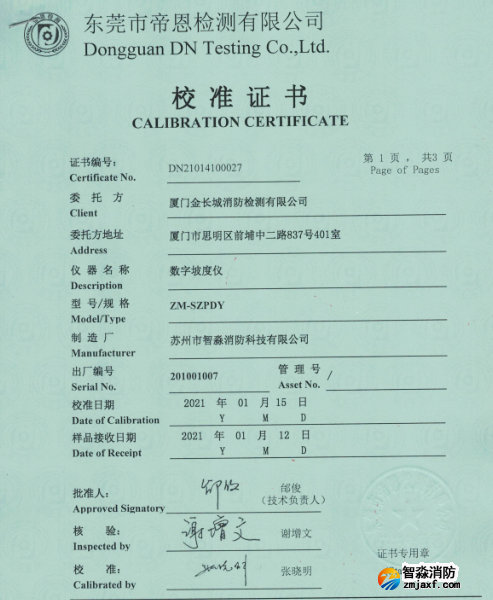 东莞市帝恩检测有限公司
Dongguan DN Testing Co.,Ltd.
校准证书
CALIBRATION CERTIFICATE
证书编号: DN21014100027 第 1 页 , 共3 页
Certificate No. Page of Pages
委托方 厦门金长城消防检测有限公司
Client
委托方地址 厦门市思明区前埔中二路837号401室
Address
仪器名称 数字坡度仪
Description
型号/规格 ZM-SZPDY
Model/Type
制造厂 苏州市智淼消防科技有限公司
Manufacturer
出厂编号 201001007 管理号 /
Serial No. Asset No.
校准日期 2021 年 01 月 15 日
Date of Calibration Y M D
样品接收日期 2021 年 01 月 12 日
Date of Receipt Y M D
批准人: 邰俊
Approved Signatory (技术负责人)
核验: 谢增文 谢增文
Inspected by
校准: 张晓明
Calibrated by
证书专用章
智淼消防
www.zmjaxf.com